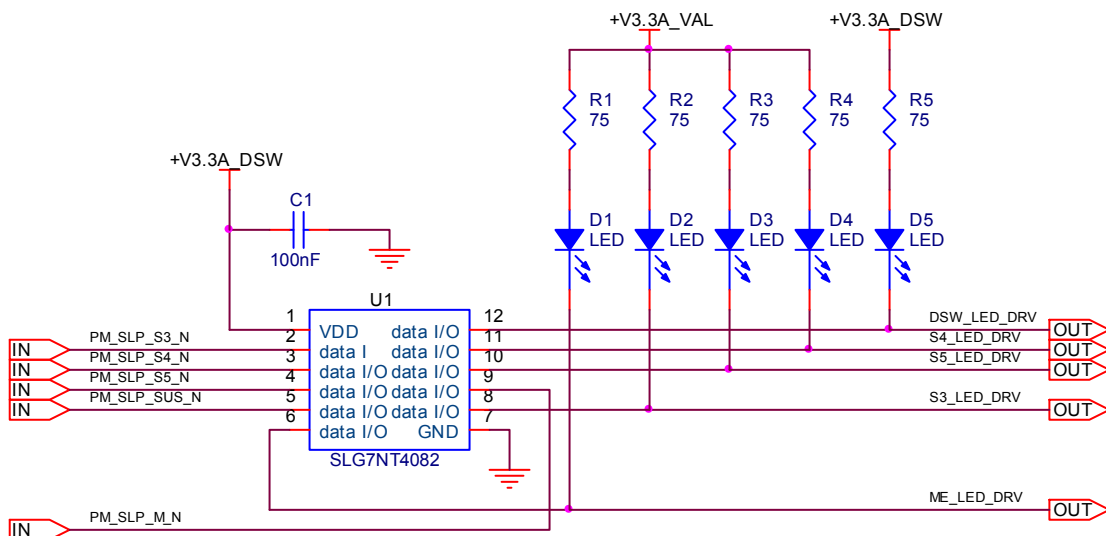 +V3.3A_VAL
+V3.3A_DSW
R1
75
R2
75
R3
75
R4
75
R5
75
+V3.3A_DSW
C1
100nF
D1
LED
D2
LED
D3
LED
D4
LED
D5
LED
U1
1 VDD data I/O 12 DSW_LED_DRV OUT
IN PM_SLP_S3_N 2 data I data I/O 11 S4_LED_DRV OUT
IN PM_SLP_S4_N 3 data I/O data I/O 10 S5_LED_DRV OUT
IN PM_SLP_S5_N 4 data I/O data I/O 9
IN PM_SLP_SUS_N 5 data I/O data I/O 8 S3_LED_DRV OUT
6 data I/O GND 7
SLG7NT4082
ME_LED_DRV OUT
IN PM_SLP_M_N